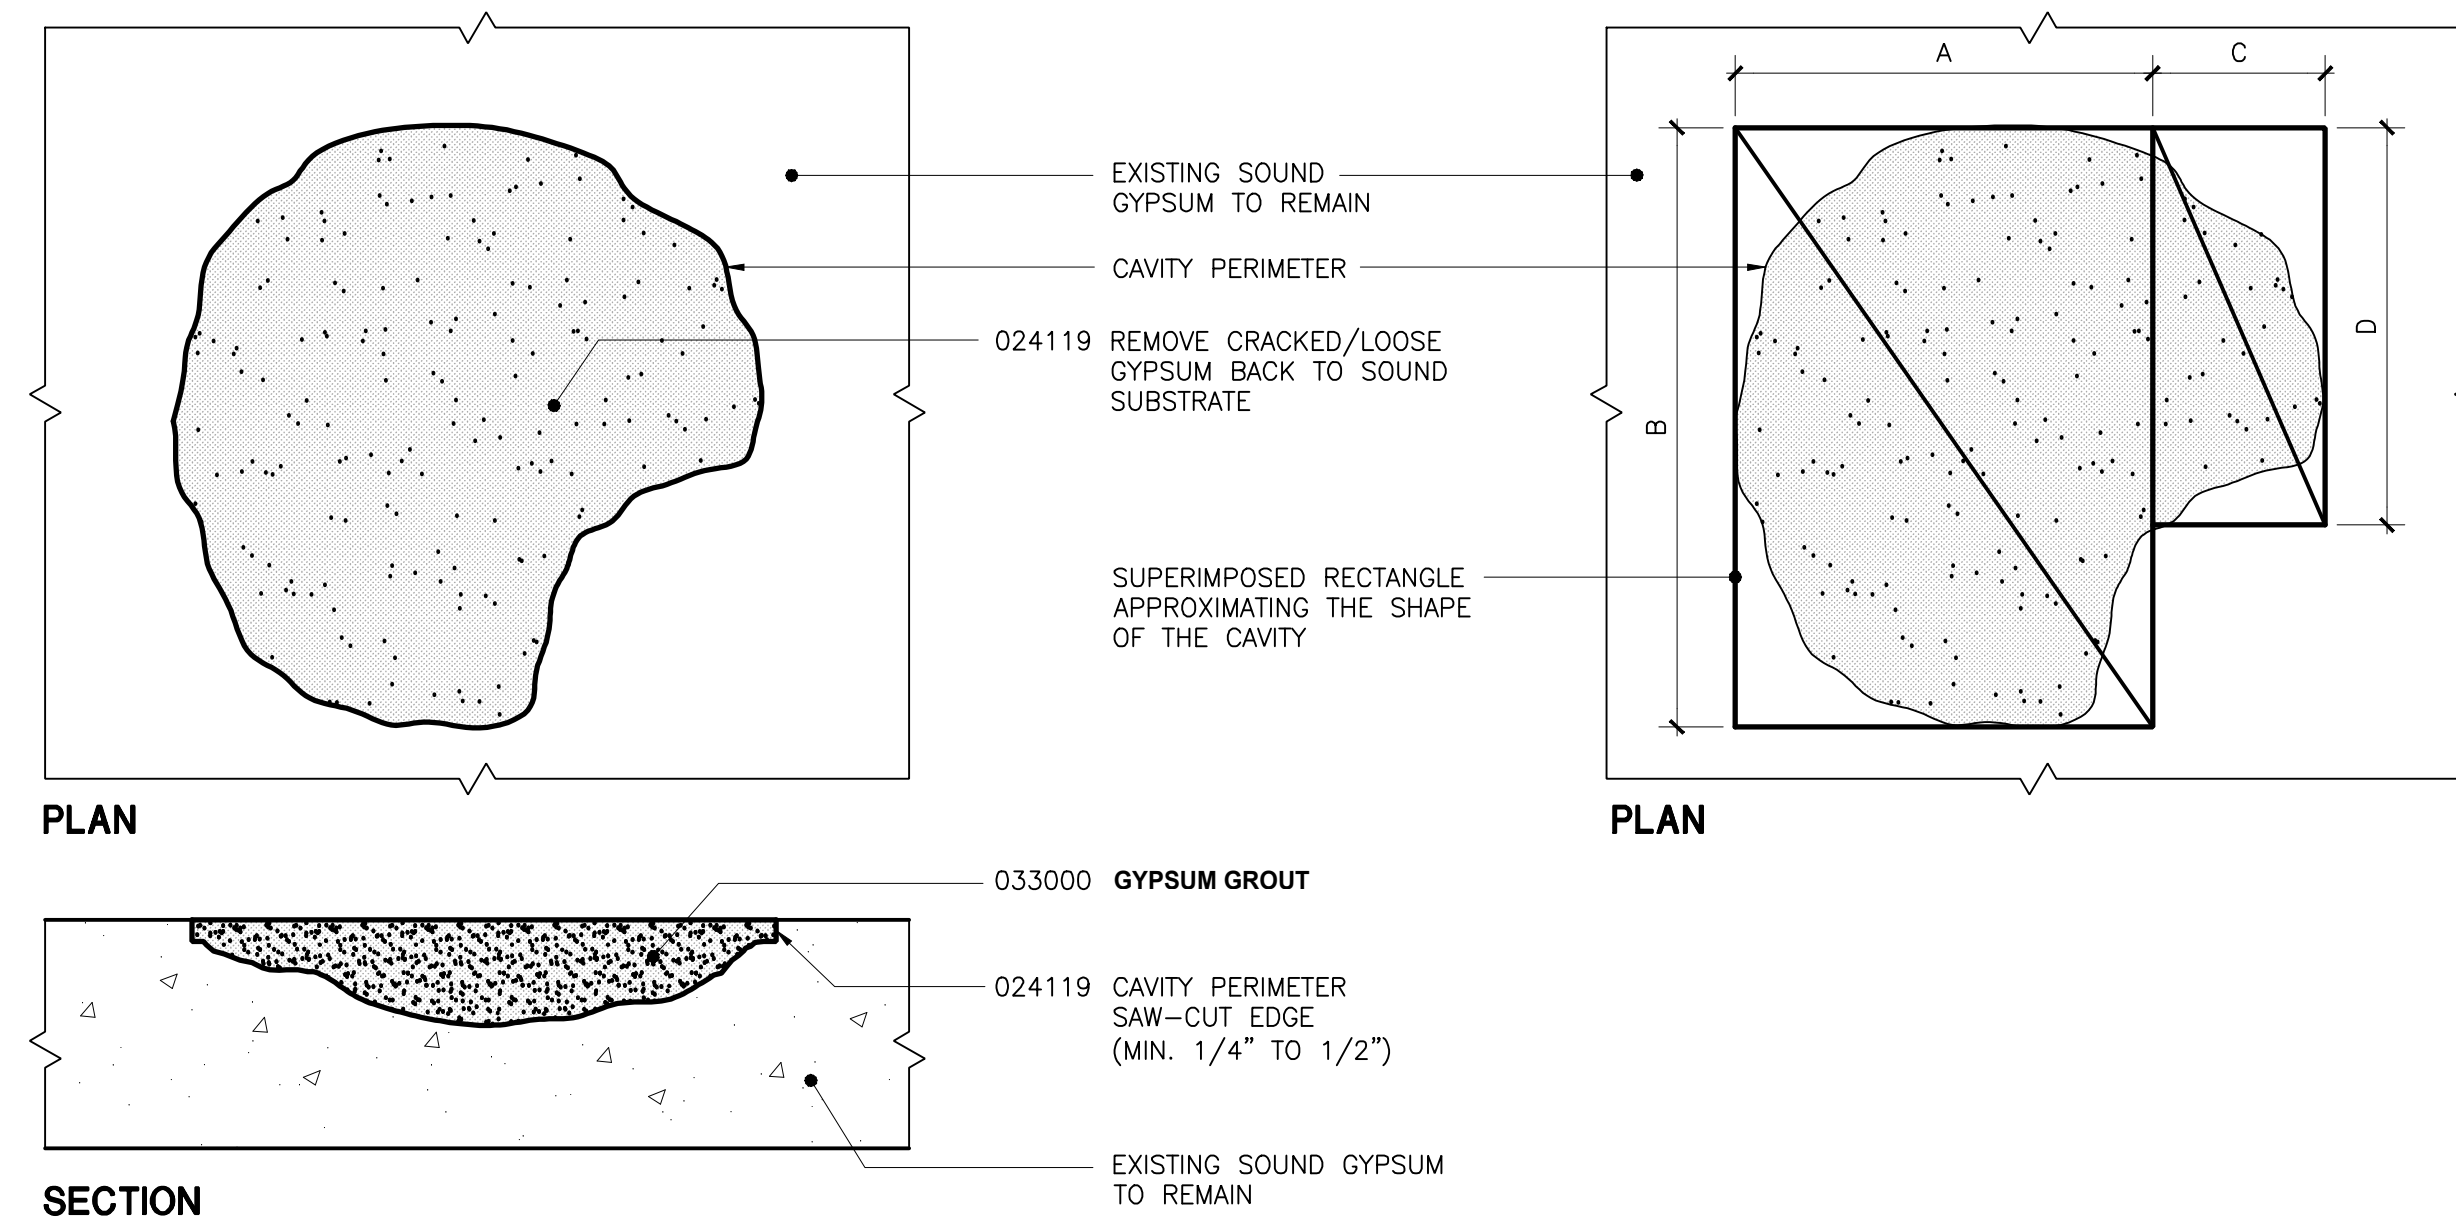 A
C
B
D
EXISTING SOUND
GYPSUM TO REMAIN
CAVITY PERIMETER
024119 REMOVE CRACKED/LOOSE
GYPSUM BACK TO SOUND
SUBSTRATE
SUPERIMPOSED RECTANGLE
APPROXIMATING THE SHAPE
OF THE CAVITY
PLAN
PLAN
033000 GYPSUM GROUT
024119 CAVITY PERIMETER
SAW-CUT EDGE
(MIN. 1/4” TO 1/2”)
EXISTING SOUND GYPSUM
TO REMAIN
SECTION